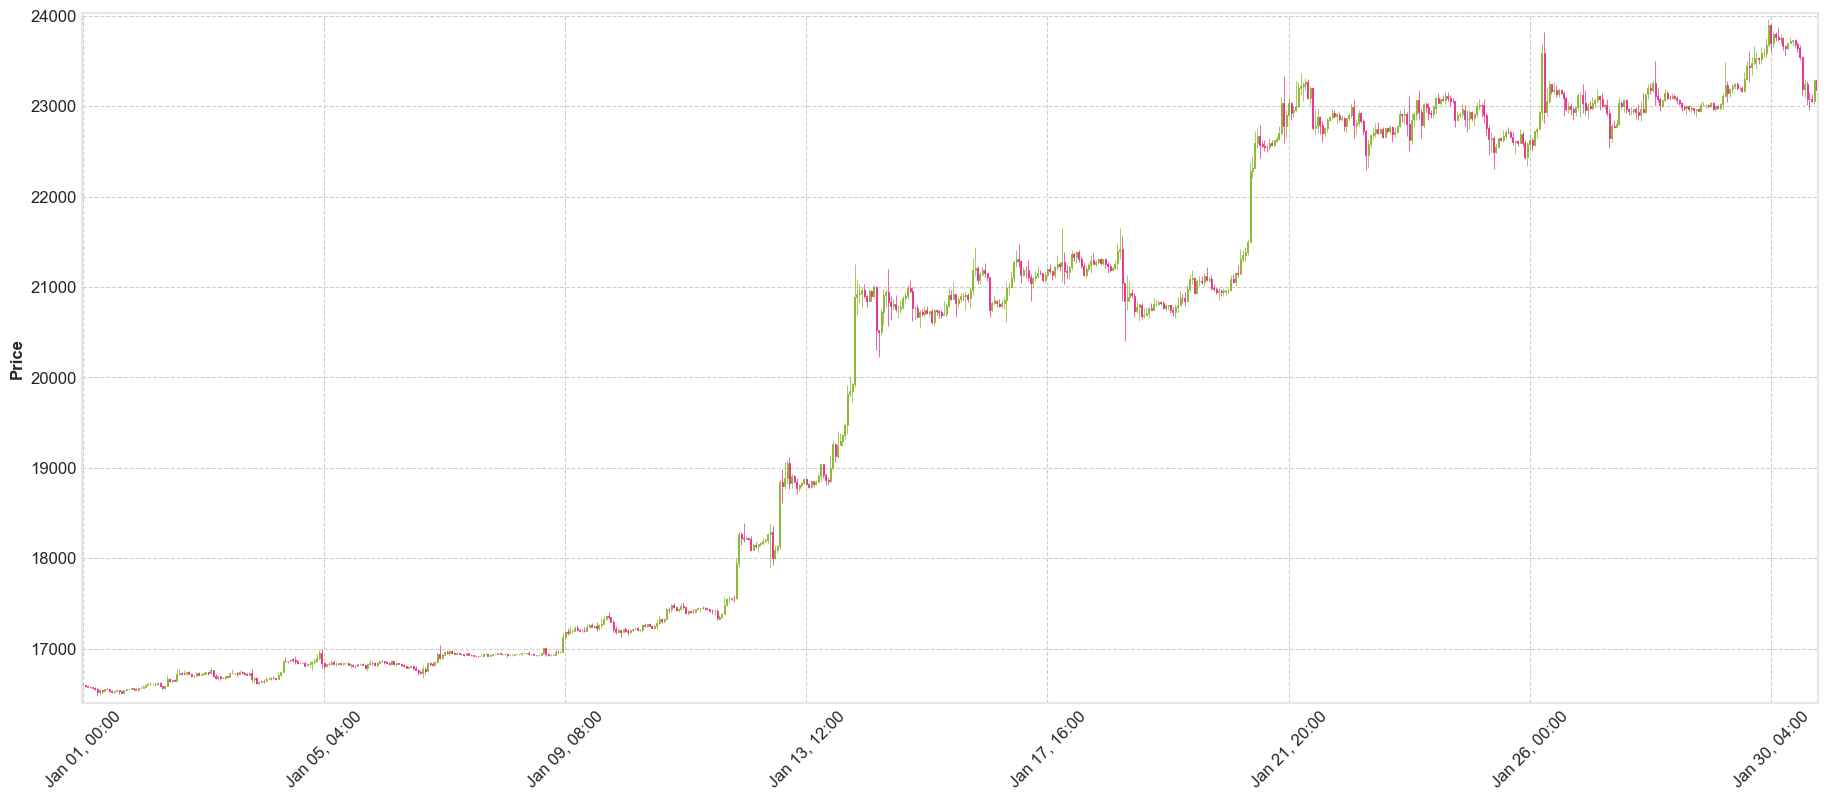 24000
23000
22000
21000
20000
19000
18000
17000
Price
Jan 01, 00:00
Jan 05, 04:00
Jan 09, 08:00
Jan 13, 12:00
Jan 17, 16:00
Jan 21, 20:00
Jan 26, 00:00
Jan 30, 04:00